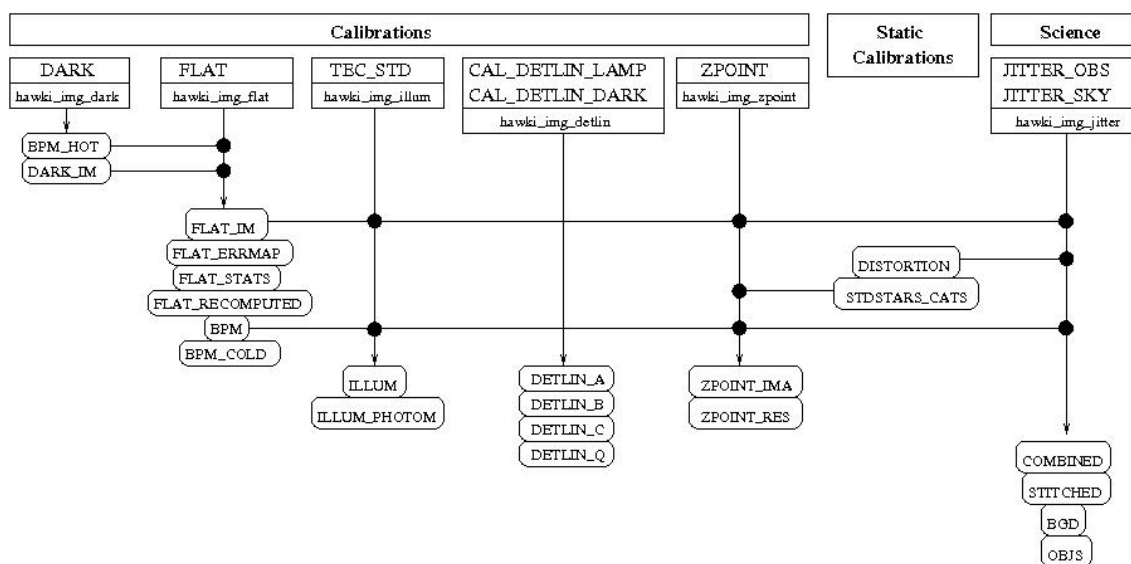 Calibrations
Static
Calibrations
Science
DARK
hawki_img_dark
FLAT
hawki_img_flat
TEC_STD
hawki_img_illum
CAL_DETLIN_LAMP
CAL_DETLIN_DARK
hawki_img_detlin
ZPOINT
hawki_img_zpoint
JITTER_OBS
JITTER_SKY
hawki_img_jitter
BPM_HOT
DARK_IM
FLAT_IM
FLAT_ERRMAP
FLAT_STATS
FLAT_RECOMPUTED
BPM
BPM_COLD
DISTORTION
STDSTARS_CATS
ILLUM
ILLUM_PHOTOM
DETLIN_A
DETLIN_B
DETLIN_C
DETLIN_Q
ZPOINT_IMA
ZPOINT_RES
COMBINED
STITCHED
BGD
OBJS